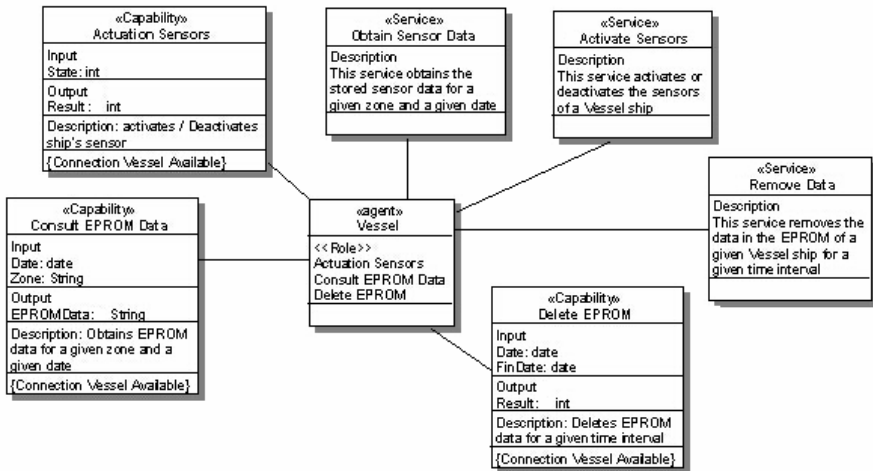 «Capability»
Actuation Sensors
Input
State: int
Output
Result: int
Description: activates / Deactivates
ship's sensor
{Connection Vessel Available}
«Service»
Obtain Sensor Data
Description
This service obtains the
stored sensor data for a
given zone and a given date
«Service»
Activate Sensors
Description
This service activates or
deactivates the sensors
of a Vessel ship
«Capability»
Consult EPROM Data
Input
Date: date
Zone: String
Output
EPROMData: String
Description: Obtains EPROM
data for a given zone and a
given date
{Connection Vessel Available}
«agent»
Vessel
<<Role>>
Actuation Sensors
Consult EPROM Data
Delete EPROM
«Service»
Remove Data
Description
This service removes the
data in the EPROM of a
given Vessel ship for a
given time interval
«Capability»
Delete EPROM
Input
Date: date
FinDate: date
Output
Result: int
Description: Deletes EPROM
data for a given time interval
{Connection Vessel Available}